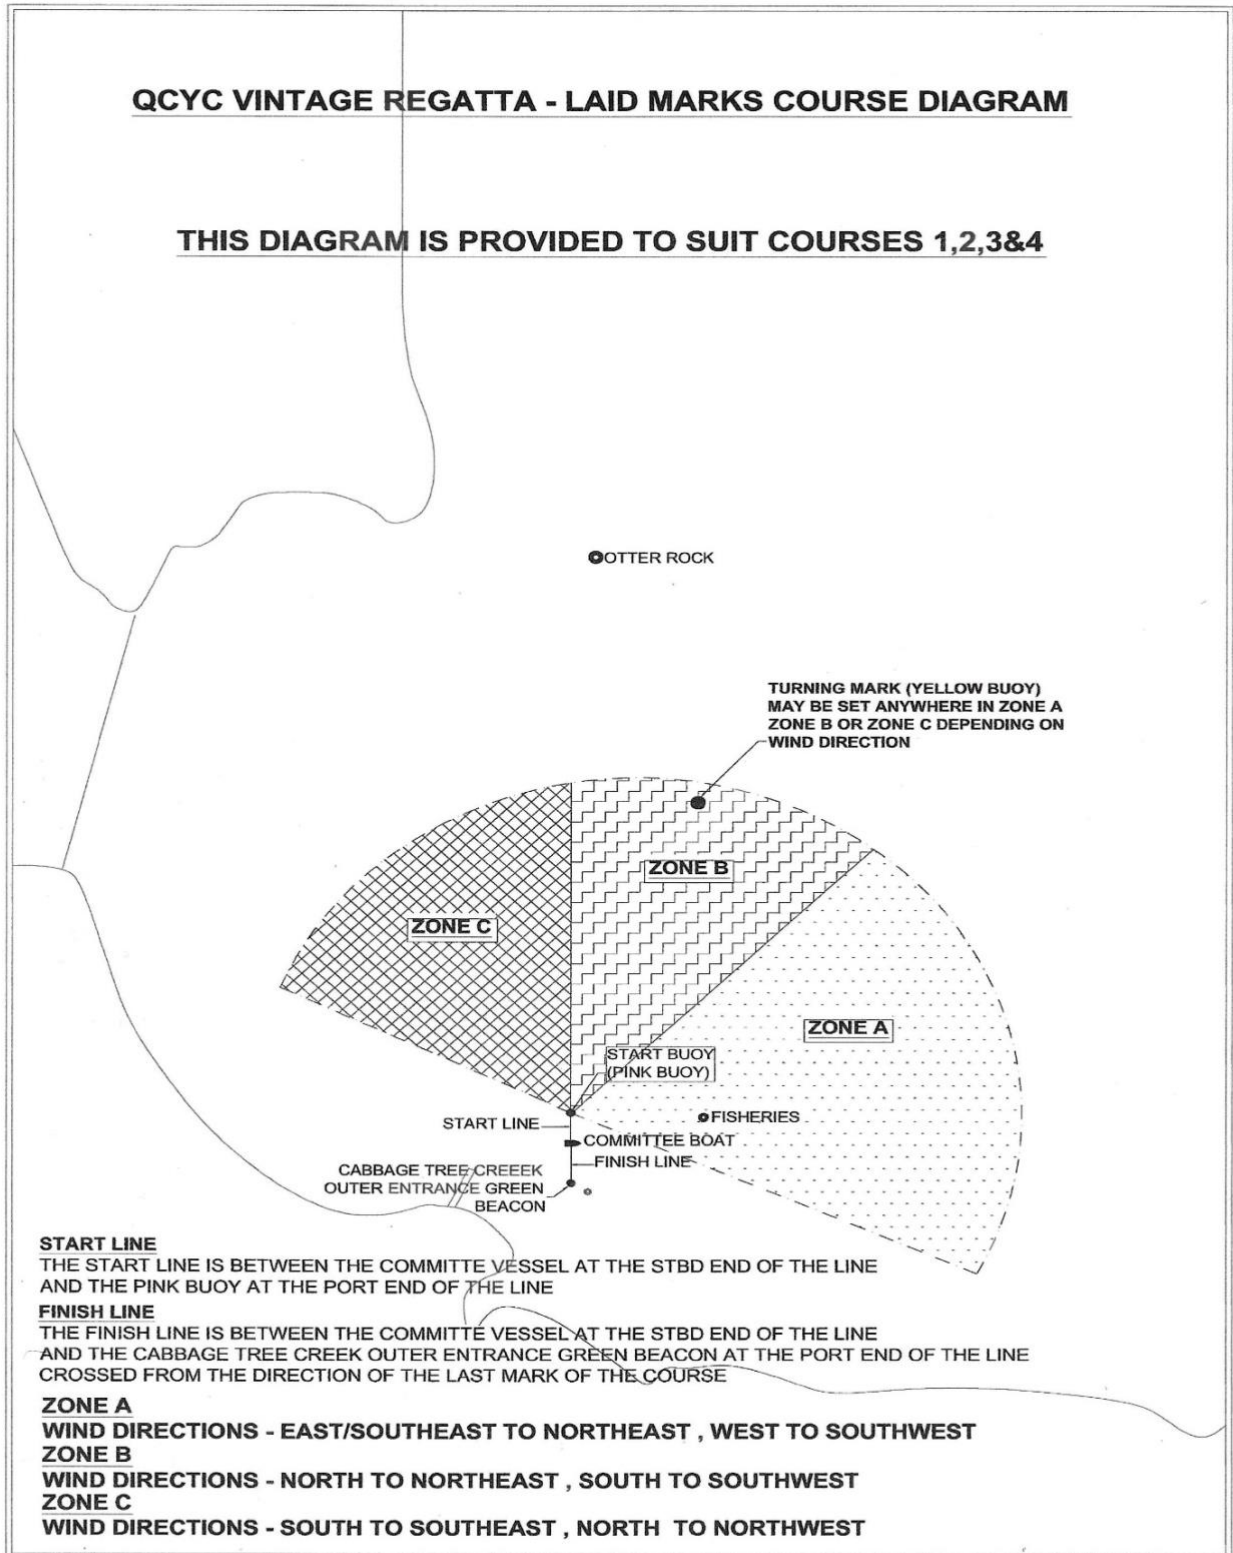 QCYC VINTAGE REGATTA - LAID MARKS COURSE DIAGRAM
THIS DIAGRAM IS PROVIDED TO SUIT COURSES 1,2,3&4
OTTER ROCK
TURNING MARK (YELLOW BUOY)
MAY BE SET ANYWHERE IN ZONE A
ZONE B OR ZONE C DEPENDING ON
WIND DIRECTION
ZONE B
ZONE C
ZONE A
START BUOY
(PINK BUOY)
FISHERIES
START LINE
COMMITTEE BOAT
FINISH LINE
CABBAGE TREE CREEEK
OUTER ENTRANCE GREEN
BEACON
START LINE
THE START LINE IS BETWEEN THE COMMITTE VESSEL AT THE STBD END OF THE LINE
AND THE PINK BUOY AT THE PORT END OF THE LINE
FINISH LINE
THE FINISH LINE IS BETWEEN THE COMMITTE VESSEL AT THE STBD END OF THE LINE
AND THE CABBAGE TREE CREEK OUTER ENTRANCE GREEN BEACON AT THE PORT END OF THE LINE
CROSSED FROM THE DIRECTION OF THE LAST MARK OF THE COURSE
ZONE A
WIND DIRECTIONS - EAST/SOUTHEAST TO NORTHEAST , WEST TO SOUTHWEST
ZONE B
WIND DIRECTIONS - NORTH TO NORTHEAST , SOUTH TO SOUTHWEST
ZONE C
WIND DIRECTIONS - SOUTH TO SOUTHEAST , NORTH TO NORTHWEST